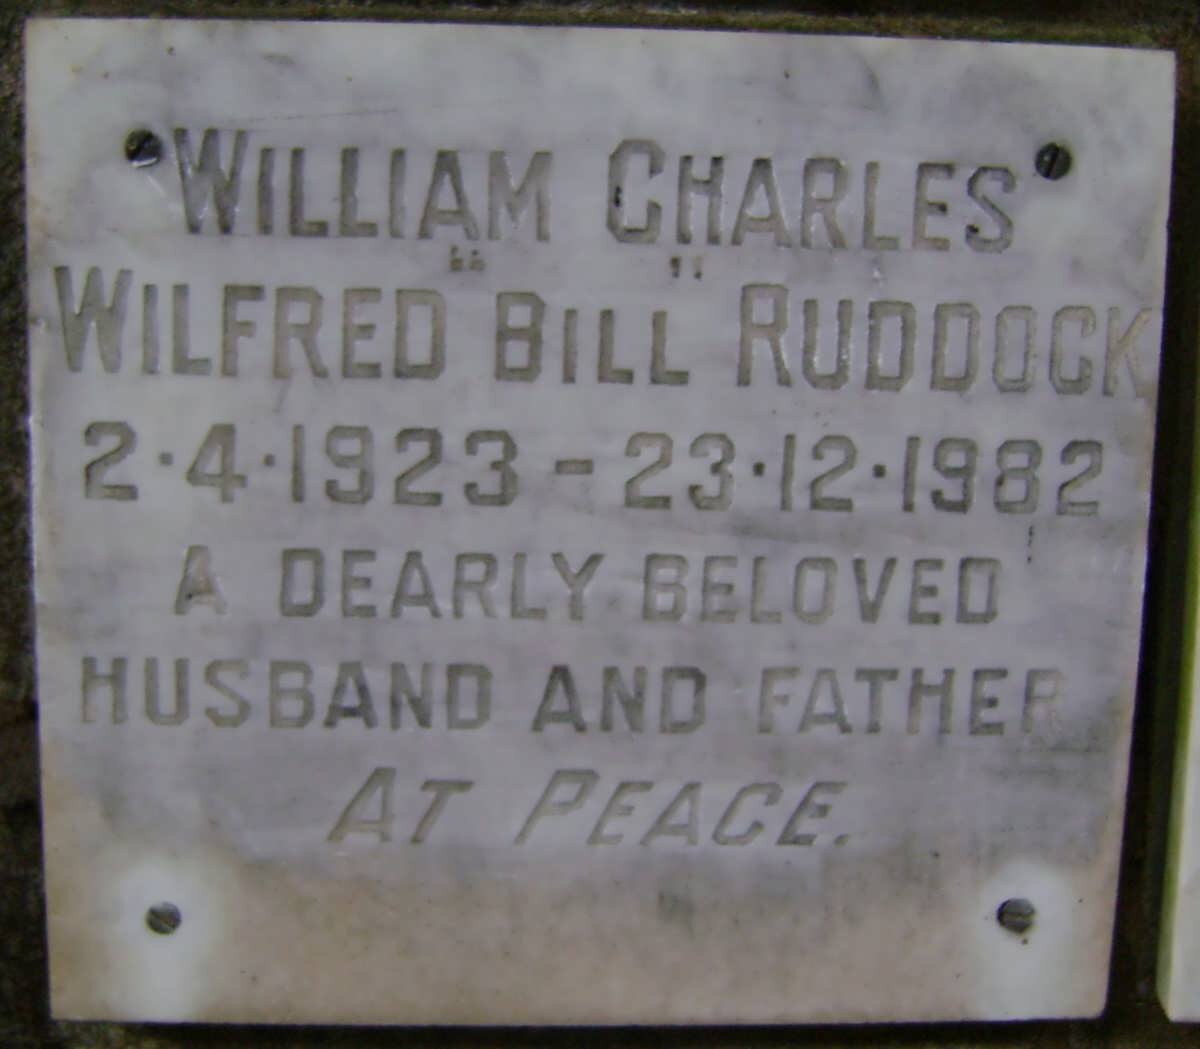 WILLIAM CHARLES
WILFRED "BILL" RUDDOCK
2·4·1923 - 23·12·1982
A DEARLY BELOVED
HUSBAND AND FATHER
AT PEACE.